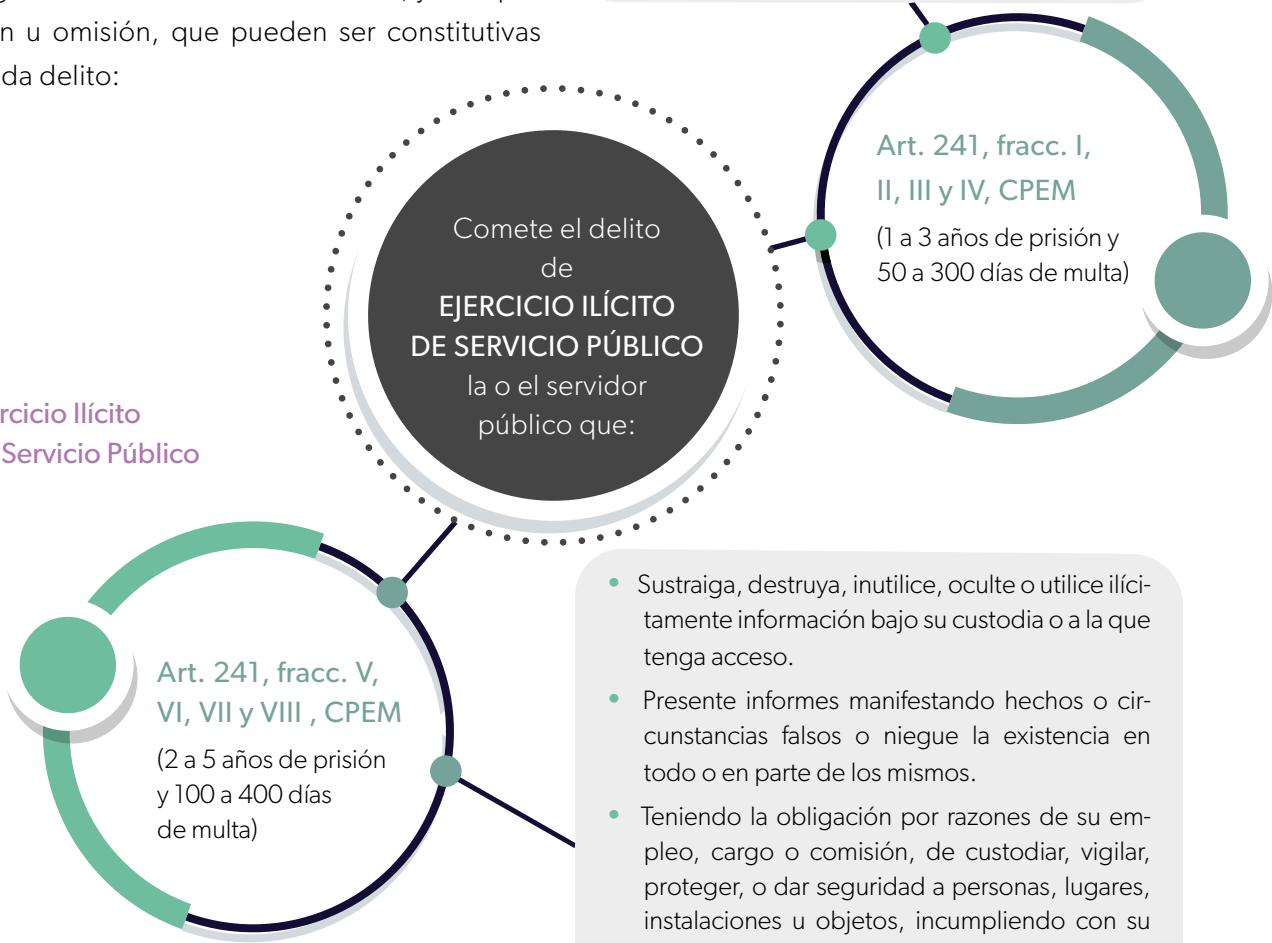 n u omisión, que pueden ser constitutivas
da delito:
Art. 241, fracc. I,
II, III y IV, CPEM
(1 a 3 años de prisión y
50 a 300 días de multa)
Comete el delito
de
EJERCICIO ILÍCITO
DE SERVICIO PÚBLICO
la o el servidor
público que:
rcicio Ilícito
Servicio Público
Art. 241, fracc. V,
VI, VII y VIII , CPEM
(2 a 5 años de prisión
y 100 a 400 días
de multa)
• Sustraiga, destruya, inutilice, oculte o utilice ilíci-
tamente información bajo su custodia o a la que
tenga acceso.
• Presente informes manifestando hechos o cir-
cunstancias falsos o niegue la existencia en
todo o en parte de los mismos.
• Teniendo la obligación por razones de su em-
pleo, cargo o comisión, de custodiar, vigilar,
proteger, o dar seguridad a personas, lugares,
instalaciones u objetos, incumpliendo con su